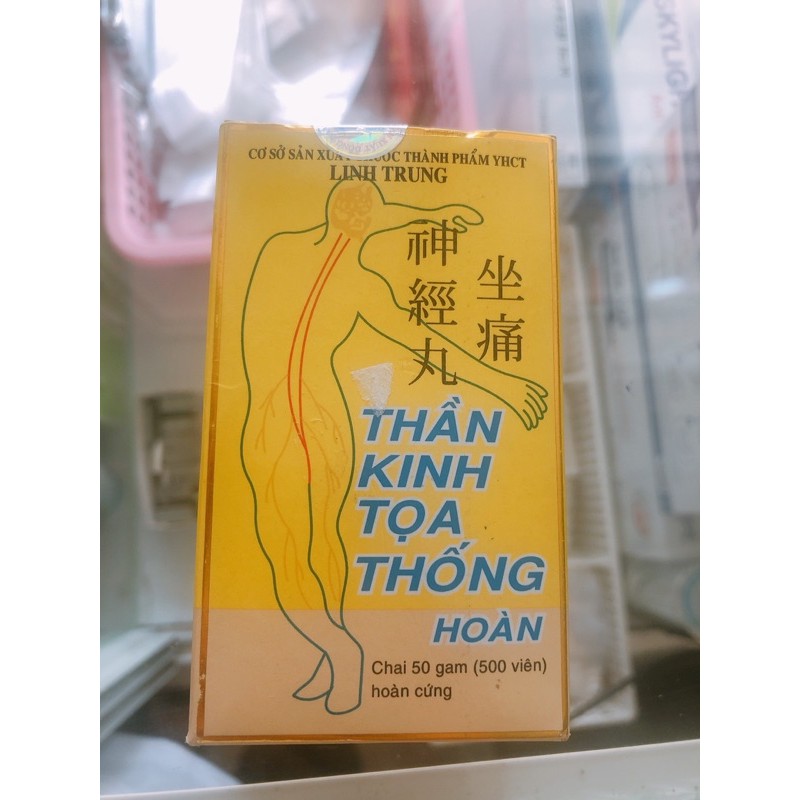 CƠ SỞ SẢN XUẤT THUỐC THÀNH PHẨM YHCT
LINH TRUNG
坐痛
神經丸
THẦN
KINH
TỌA
THỐNG
HOÀN
Chai 50 gam (500 viên)
hoàn cứng
SKYLIG